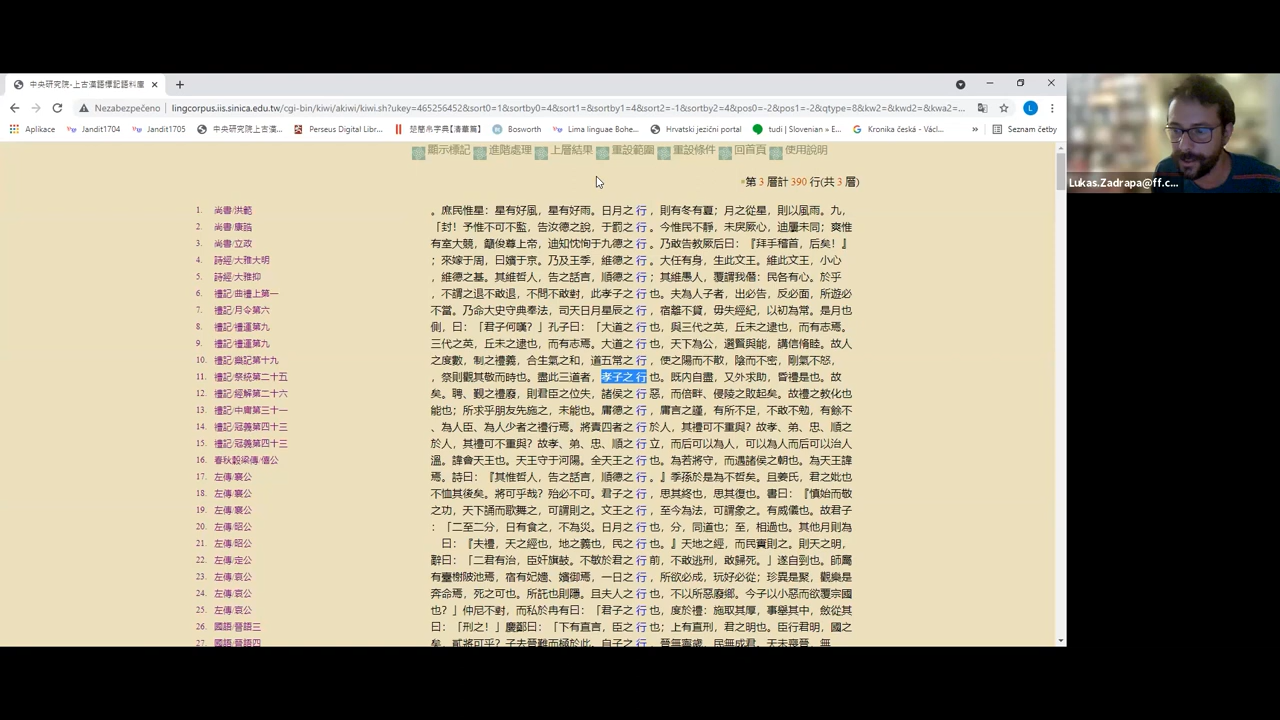 中央研究院-上古漢語標記語料庫
Nezabezpečeno
lingcorpus.iis.sinica.edu.tw/cgi-bin/kiwi/akiwi/kiwi.sh?ukey=465256452&sort0=1&sortby0=4&sort1=&sortby1=4&sort2=-1&sortby2=4&pos0=-2&pos1=-2&qtype=8&kw2=&kwd2=&kwa2=...
Aplikace Jandit1704 Jandit1705 中央研究院上古漢... Perseus Digital Libr... 楚簡帛字典【清華篇】 Bosworth Lima linguae Bohe... Hrvatski jezični portal tudi | Slovenian » E... Kronika česká - Václ... » Seznam četby
顯示標記 進階處理 上層結果 重設範圍 重設條件 回首頁 使用說明
第 3 層計 390 行(共 3 層)
1. 尚書/洪範 。庶民惟星：星有好風，星有好雨。日月之 行 ，則有冬有夏；月之從星，則以風雨。九，
2. 尚書/康誥 「封！予惟不可不監，告汝德之說，于罰之 行 。今惟民不靜，未戾厥心，迪屢未同；爽惟
3. 尚書/立政 有室大競，籲俊尊上帝，迪知忱恂于九德之 行 。乃敢告教厥后曰：『拜手稽首，后矣！』
4. 詩經/大雅大明 ；來嫁于周，曰嬪于京。乃及王季，維德之 行 。大任有身，生此文王。維此文王，小心
5. 詩經/大雅抑 ，維德之基。其維哲人，告之話言，順德之 行 ；其維愚人，覆謂我僭：民各有心。於乎
6. 禮記/曲禮上第一 ，不謂之退不敢退，不問不敢對，此孝子之 行 也。夫為人子者，出必告，反必面，所遊必
7. 禮記/月令第六 不當。乃命大史守典奉法，司天日月星辰之 行 ，宿離不貸，毋失經紀，以初為常。是月也
8. 禮記/禮運第九 側，曰：「君子何嘆？」孔子曰：「大道之 行 也，與三代之英，丘未之逮也，而有志焉。
9. 禮記/禮運第九 三代之英，丘未之逮也，而有志焉。大道之 行 也，天下為公，選賢與能，講信脩睦。故人
10. 禮記/樂記第十九 之度數，制之禮義，合生氣之和，道五常之 行 ，使之陽而不散，陰而不密，剛氣不怒，
11. 禮記/祭統第二十五 ，祭則觀其敬而時也。盡此三道者，孝子之 行 也。既內自盡，又外求助，昏禮是也。故
12. 禮記/經解第二十六 矣。聘、覲之禮廢，則君臣之位失，諸侯之 行 惡，而倍畔、侵陵之敗起矣。故禮之教化也
13. 禮記/中庸第三十一 能也；所求乎朋友先施之，未能也。庸德之 行 ，庸言之謹，有所不足，不敢不勉，有餘不
14. 禮記/冠義第四十三 、為人臣、為人少者之禮行焉。將責四者之 行 於人，其禮可不重與？故孝、弟、忠、順之
15. 禮記/冠義第四十三 於人，其禮可不重與？故孝、弟、忠、順之 行 立，而后可以為人，可以為人而后可以治人
16. 春秋穀梁傳/僖公 溫。諱會天王也。天王守于河陽。全天王之 行 也。為若將守，而遇諸侯之朝也。為天王諱
17. 左傳/襄公 焉。詩曰：『其惟哲人，告之話言，順德之 行 。』季孫於是為不哲矣。且姜氏，君之妣也
18. 左傳/襄公 不恤其後矣。將可乎哉？殆必不可。君子之 行 ，思其終也，思其復也。書曰：『慎始而敬
19. 左傳/襄公 之功，天下誦而歌舞之，可謂則之。文王之 行 ，至今為法，可謂象之。有威儀也。故君子
20. 左傳/昭公 ：「二至二分，日有食之，不為災。日月之 行 也，分，同道也；至，相過也。其他月則為
21. 左傳/昭公 曰：『夫禮，天之經也，地之義也，民之 行 也。』天地之經，而民實則之。則天之明，
22. 左傳/定公 辭曰：「二君有治，臣奸旗鼓。不敏於君之 行 前，不敢逃刑，敢歸死。」遂自剄也。師屬
23. 左傳/哀公 有臺榭陂池焉，宿有妃嬙、嬪御焉，一日之 行 ，所欲必成，玩好必從；珍異是聚，觀樂是
24. 左傳/哀公 奔命焉，死之可也。所託也則隱。且夫人之 行 也，不以所惡廢鄉。今子以小惡而欲覆宗國
25. 左傳/哀公 也？」仲尼不對，而私於冉有曰：「君子之 行 也，度於禮：施取其厚，事舉其中，斂從其
26. 國語/晉語三 曰：「刑之！」慶鄭曰：「下有直言，臣之 行 也；上有直刑，君之明也。臣行君明，國之
27. 國語/晉語四 矣，貳將可乎？子去晉難而極於此。自子之 行 ，晉無寧歲，民無成君。天未喪晉，無
Lukas.Zadrapa@ff.c...